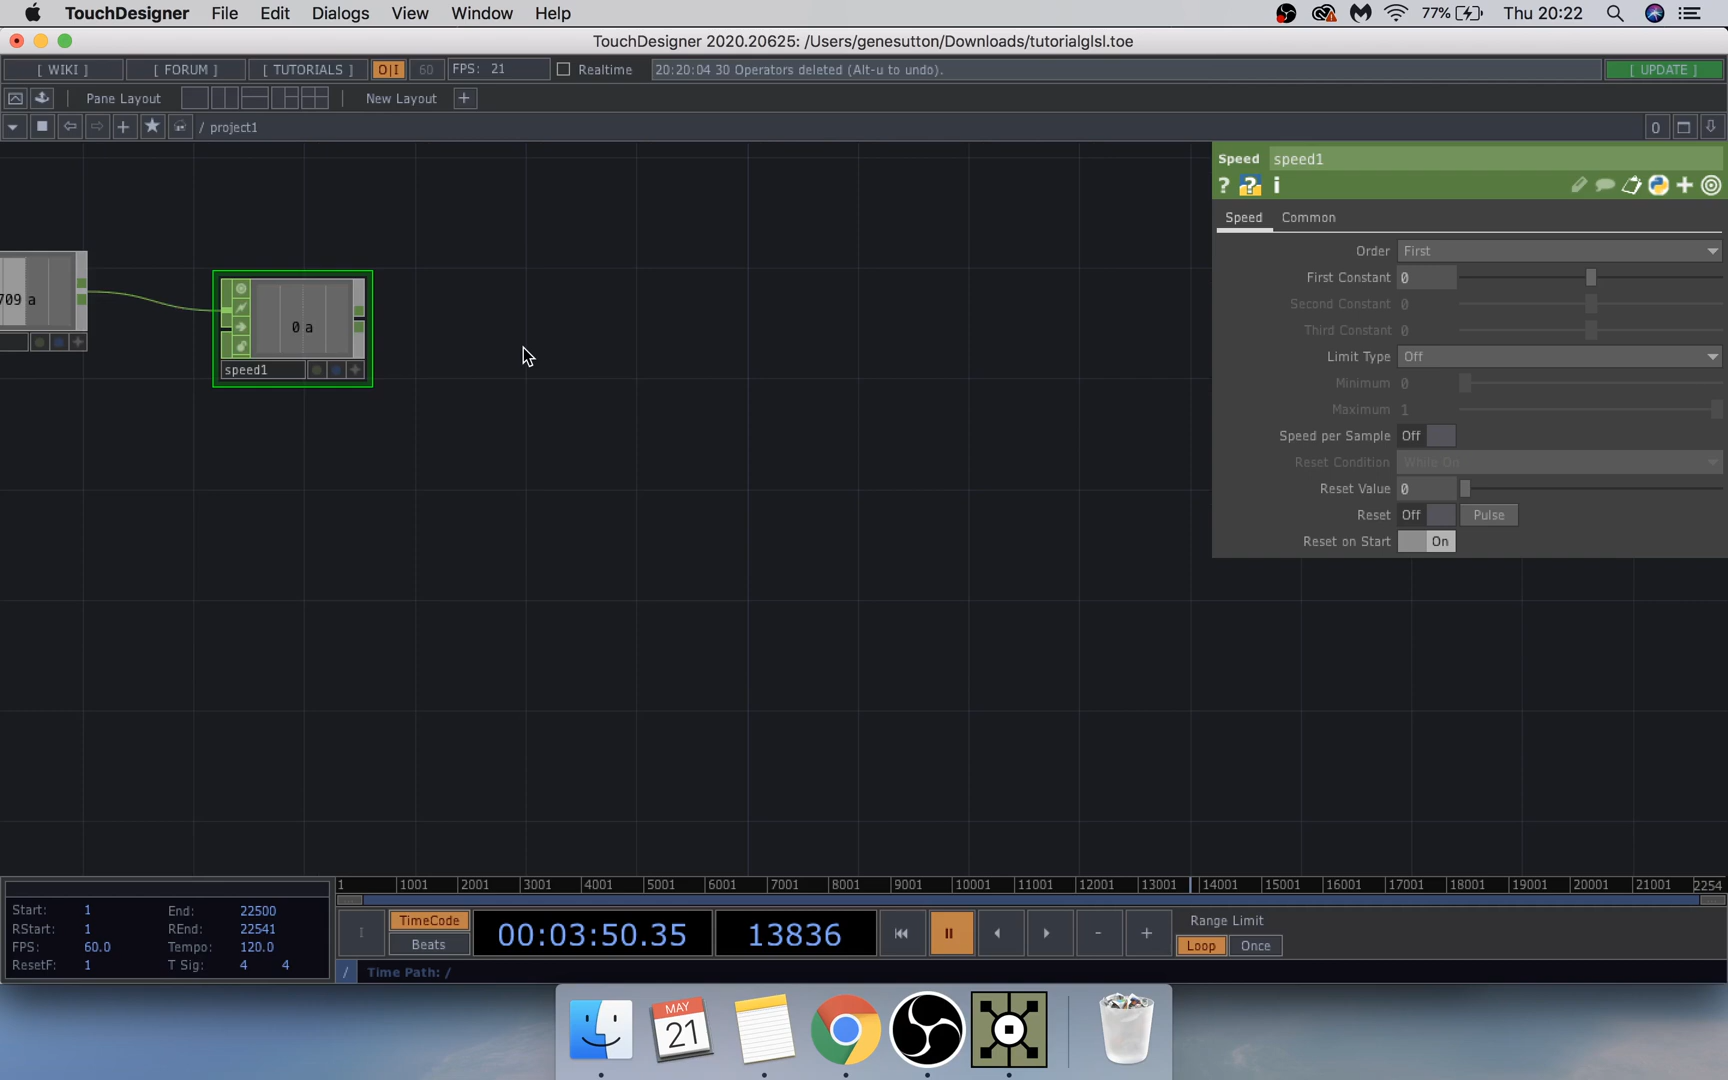 TouchDesigner File Edit Dialogs View Window Help 77% Thu 20:22
TouchDesigner 2020.20625: /Users/genesutton/Downloads/tutorialglsl.toe
[ WIKI ] [ FORUM ] [ TUTORIALS ] O|I 60 FPS: 21 Realtime 20:20:04 30 Operators deleted (Alt-u to undo). [ UPDATE ]
Pane Layout New Layout +
/ project1 0
Speed speed1
? ? i
Speed Common
Order First
First Constant 0
Second Constant 0
Third Constant 0
Limit Type Off
Minimum 0
Maximum 1
Speed per Sample Off
Reset Condition While On
Reset Value 0
Reset Off Pulse
Reset on Start On
709 a
0 a
speed1
1 1001 2001 3001 4001 5001 6001 7001 8001 9001 10001 11001 12001 13001 14001 15001 16001 17001 18001 19001 20001 21001 2254
Start: 1 End: 22500
RStart: 1 REnd: 22541
FPS: 60.0 Tempo: 120.0
ResetF: 1 T Sig: 4 4
TimeCode
Beats
00:03:50.35 13836
- +
Range Limit
Loop Once
/ Time Path: /
MAY
21